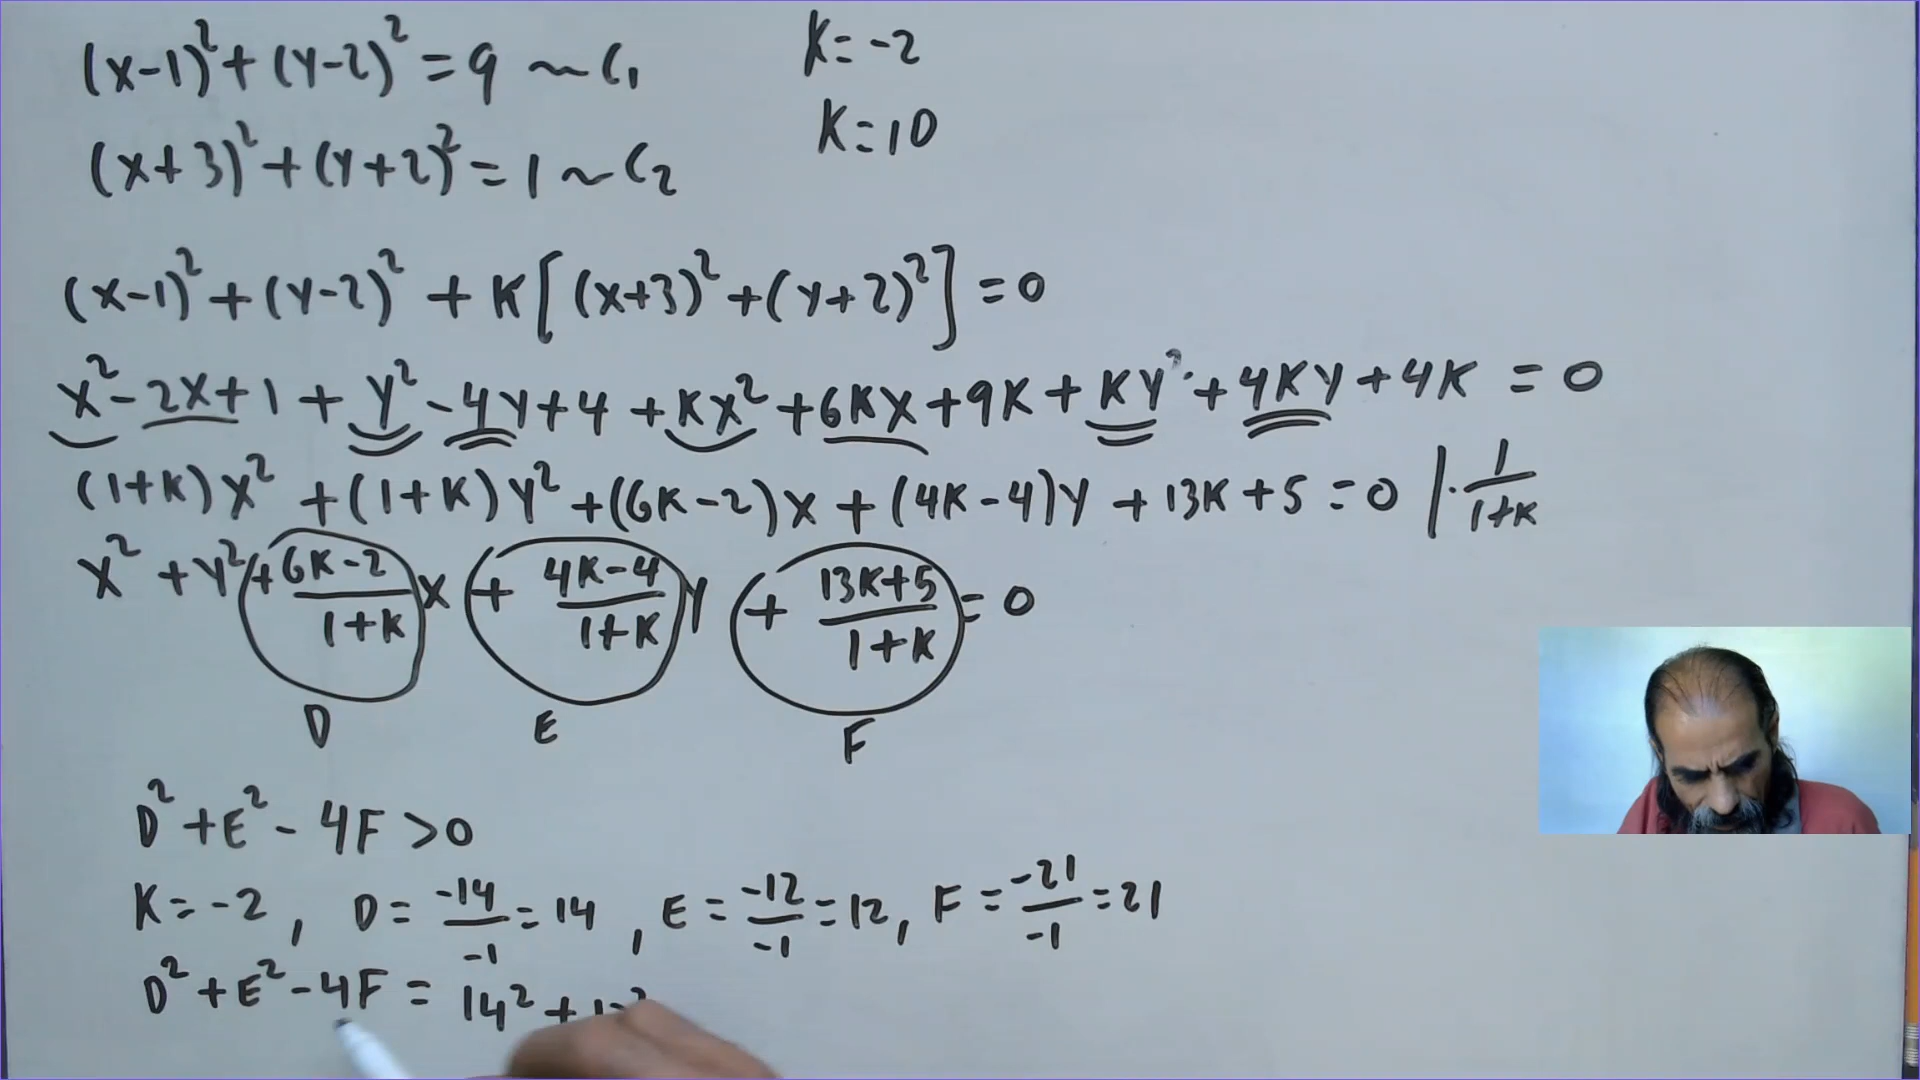 (x-1)² + (y-2)² = 9 ~ C₁
K = -2
(x+3)² + (y+2)² = 1 ~ C₂
K = 10
(x-1)² + (y-2)² + K[(x+3)² + (y+2)²] = 0
x² - 2x + 1 + y² - 4y + 4 + Kx² + 6Kx + 9K + Ky² + 4Ky + 4K = 0
(1+K)x² + (1+K)y² + (6K-2)x + (4K-4)y + 13K + 5 = 0 | · 1/(1+K)
x² + y² + (6K-2)/(1+K) x + (4K-4)/(1+K) y + (13K+5)/(1+K) = 0
D E F
D² + E² - 4F > 0
K = -2, D = -14/-1 = 14, E = -12/-1 = 12, F = -21/-1 = 21
D² + E² - 4F = 14² +